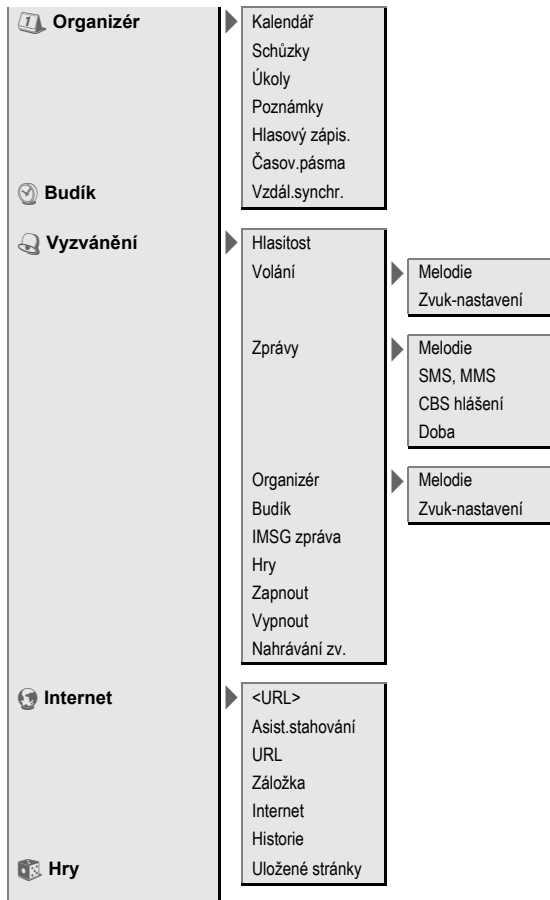 Organizér
Kalendář
Schůzky
Úkoly
Poznámky
Hlasový zápis.
Časov.pásma
Vzdál.synchr.
Budík
Vyzvánění
Hlasitost
Volání
Melodie
Zvuk-nastavení
Zprávy
Melodie
SMS, MMS
CBS hlášení
Doba
Organizér
Melodie
Zvuk-nastavení
Budík
IMSG zpráva
Hry
Zapnout
Vypnout
Nahrávání zv.
Internet
<URL>
Asist.stahování
URL
Záložka
Internet
Historie
Uložené stránky
Hry